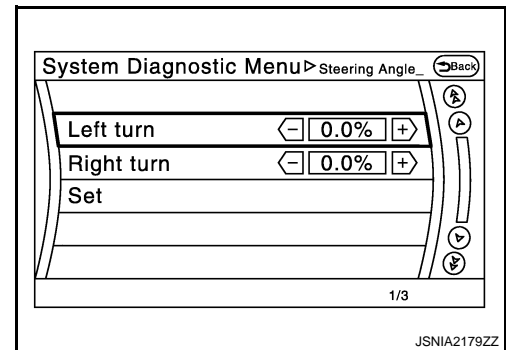 System Diagnostic Menu▷Steering Angle_ Back
Left turn − 0.0% +
Right turn − 0.0% +
Set
1/3
JSNIA2179ZZ